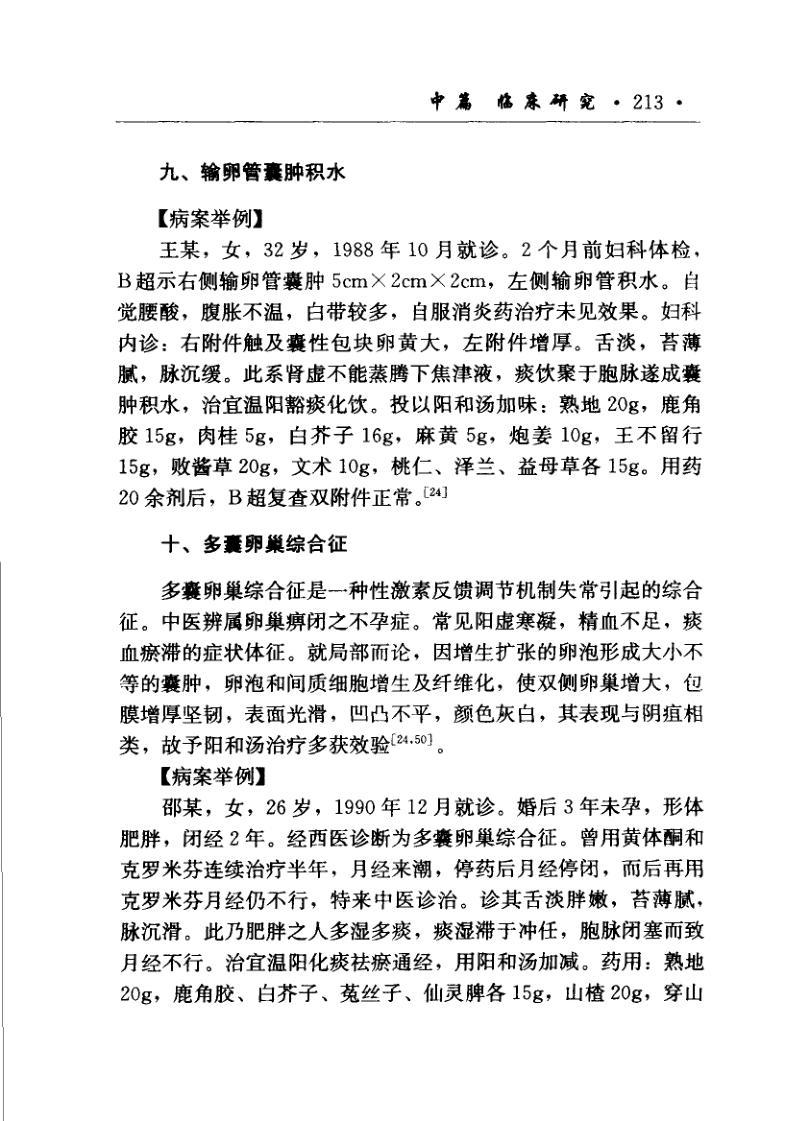 中篇 临床研究 · 213 ·
九、输卵管囊肿积水
【病案举例】
王某，女，32岁，1988年10月就诊。2个月前妇科体检，
B超示右侧输卵管囊肿5cm×2cm×2cm，左侧输卵管积水。自
觉腰酸，腹胀不温，白带较多，自服消炎药治疗未见效果。妇科
内诊：右附件触及囊性包块卵黄大，左附件增厚。舌淡，苔薄
腻，脉沉缓。此系肾虚不能蒸腾下焦津液，痰饮聚于胞脉遂成囊
肿积水，治宜温阳豁痰化饮。投以阳和汤加味：熟地20g，鹿角
胶15g，肉桂5g，白芥子16g，麻黄5g，炮姜10g，王不留行
15g，败酱草20g，文术10g，桃仁、泽兰、益母草各15g。用药
20余剂后，B超复查双附件正常。[24]
十、多囊卵巢综合征
多囊卵巢综合征是一种性激素反馈调节机制失常引起的综合
征。中医辨属卵巢痹闭之不孕症。常见阳虚寒凝，精血不足，痰
血瘀滞的症状体征。就局部而论，因增生扩张的卵泡形成大小不
等的囊肿，卵泡和间质细胞增生及纤维化，使双侧卵巢增大，包
膜增厚坚韧，表面光滑，凹凸不平，颜色灰白，其表现与阴疽相
类，故予阳和汤治疗多获效验[24,50]。
【病案举例】
邵某，女，26岁，1990年12月就诊。婚后3年未孕，形体
肥胖，闭经2年。经西医诊断为多囊卵巢综合征。曾用黄体酮和
克罗米芬连续治疗半年，月经来潮，停药后月经停闭，而后再用
克罗米芬月经仍不行，特来中医诊治。诊其舌淡胖嫩，苔薄腻，
脉沉滑。此乃肥胖之人多湿多痰，痰湿滞于冲任，胞脉闭塞而致
月经不行。治宜温阳化痰祛瘀通经，用阳和汤加减。药用：熟地
20g，鹿角胶、白芥子、菟丝子、仙灵脾各15g，山楂20g，穿山